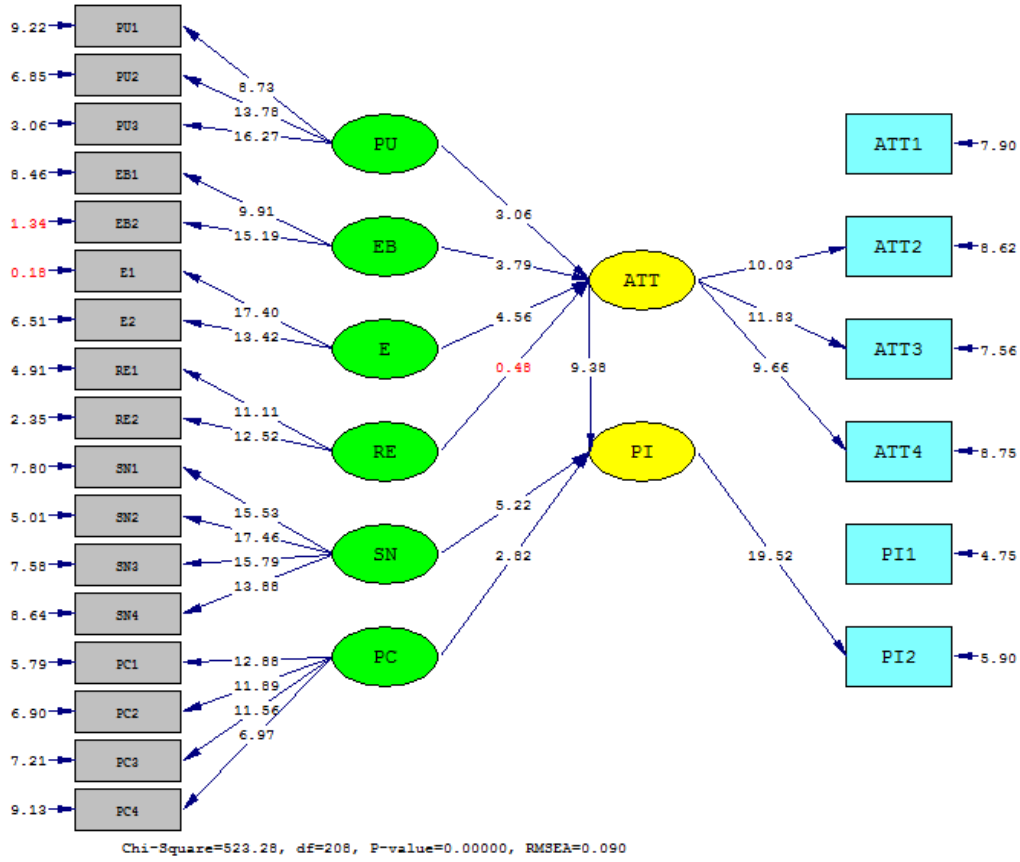 9.22 PU1
6.85 PU2
3.06 PU3
8.46 EB1
1.34 EB2
0.18 E1
6.51 E2
4.91 RE1
2.35 RE2
7.80 SN1
5.01 SN2
7.58 SN3
8.64 SN4
5.79 PC1
6.90 PC2
7.21 PC3
9.13 PC4
8.73
13.78
16.27
9.91
15.19
17.40
13.42
11.11
12.52
15.53
17.46
15.79
13.88
12.88
11.89
11.56
6.97
PU
EB
E
RE
SN
PC
3.06
3.79
4.56
0.48
9.38
5.22
2.82
ATT
PI
10.03
11.83
9.66
19.52
ATT1 7.90
ATT2 8.62
ATT3 7.56
ATT4 8.75
PI1 4.75
PI2 5.90
Chi-Square=523.28, df=208, P-value=0.00000, RMSEA=0.090